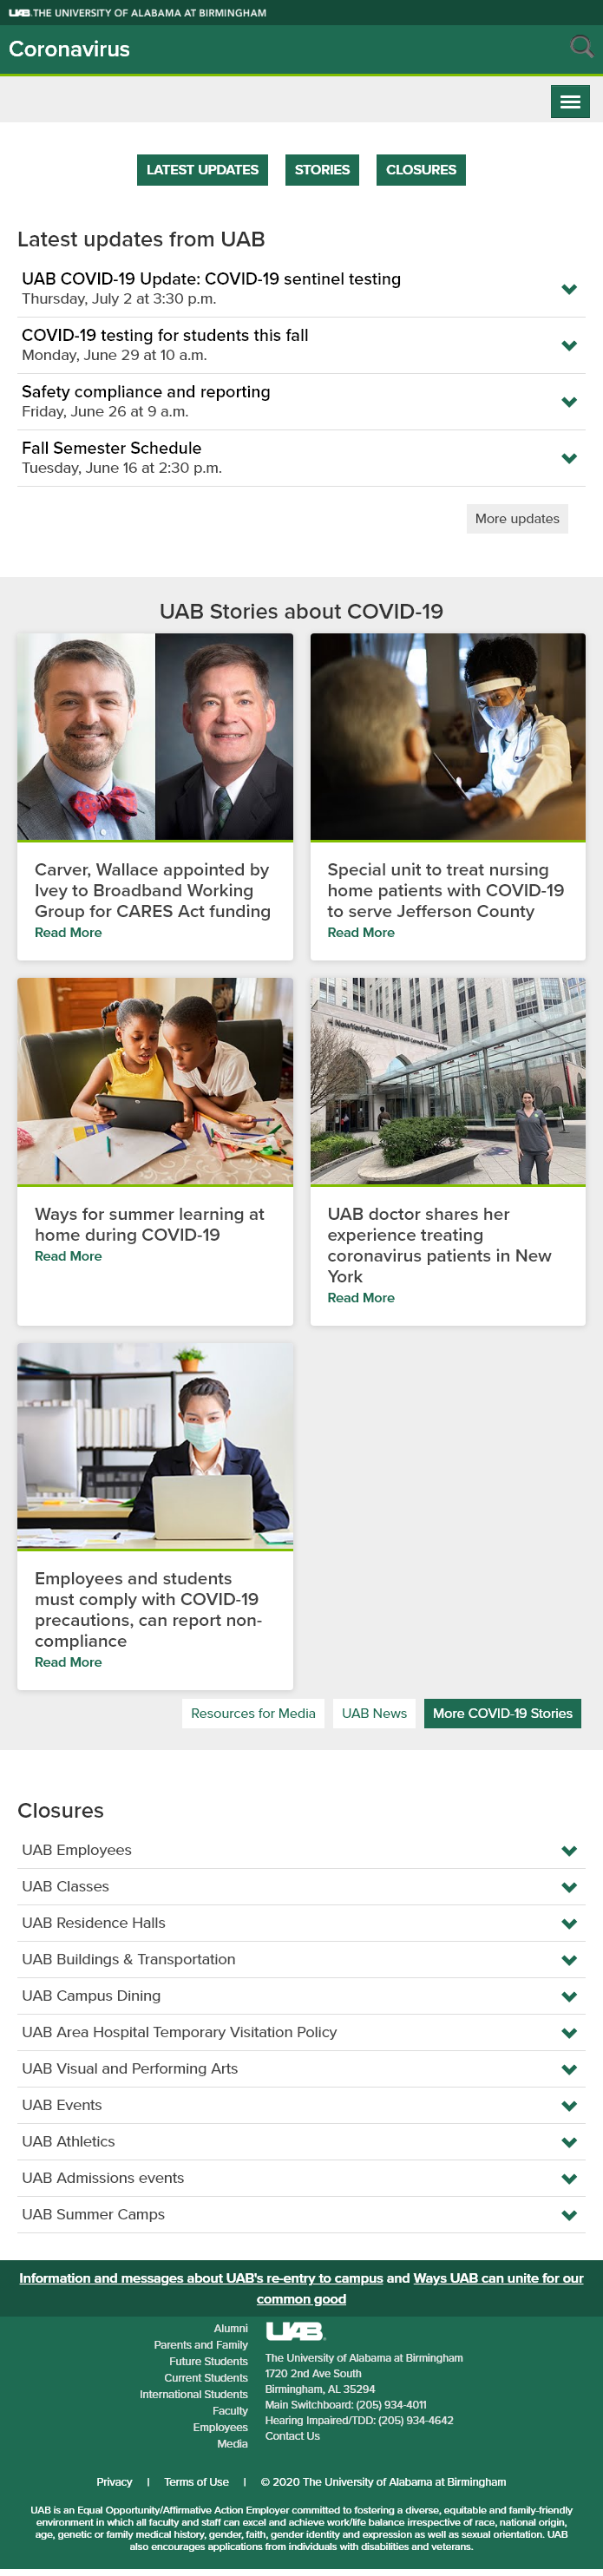 UAB THE UNIVERSITY OF ALABAMA AT BIRMINGHAM
Coronavirus
LATEST UPDATES STORIES CLOSURES
Latest updates from UAB
UAB COVID-19 Update: COVID-19 sentinel testing
Thursday, July 2 at 3:30 p.m.
COVID-19 testing for students this fall
Monday, June 29 at 10 a.m.
Safety compliance and reporting
Friday, June 26 at 9 a.m.
Fall Semester Schedule
Tuesday, June 16 at 2:30 p.m.
More updates
UAB Stories about COVID-19
Carver, Wallace appointed by
Ivey to Broadband Working
Group for CARES Act funding
Read More
Special unit to treat nursing
home patients with COVID-19
to serve Jefferson County
Read More
NewYork-Presbyterian Weill Cornell Medical Center
Ways for summer learning at
home during COVID-19
Read More
UAB doctor shares her
experience treating
coronavirus patients in New
York
Read More
Employees and students
must comply with COVID-19
precautions, can report non-
compliance
Read More
Resources for Media UAB News More COVID-19 Stories
Closures
UAB Employees
UAB Classes
UAB Residence Halls
UAB Buildings & Transportation
UAB Campus Dining
UAB Area Hospital Temporary Visitation Policy
UAB Visual and Performing Arts
UAB Events
UAB Athletics
UAB Admissions events
UAB Summer Camps
Information and messages about UAB's re-entry to campus and Ways UAB can unite for our
common good
Alumni
Parents and Family
Future Students
Current Students
International Students
Faculty
Employees
Media
UAB
The University of Alabama at Birmingham
1720 2nd Ave South
Birmingham, AL 35294
Main Switchboard: (205) 934-4011
Hearing Impaired/TDD: (205) 934-4642
Contact Us
Privacy | Terms of Use | © 2020 The University of Alabama at Birmingham
UAB is an Equal Opportunity/Affirmative Action Employer committed to fostering a diverse, equitable and family-friendly
environment in which all faculty and staff can excel and achieve work/life balance irrespective of race, national origin,
age, genetic or family medical history, gender, faith, gender identity and expression as well as sexual orientation. UAB
also encourages applications from individuals with disabilities and veterans.